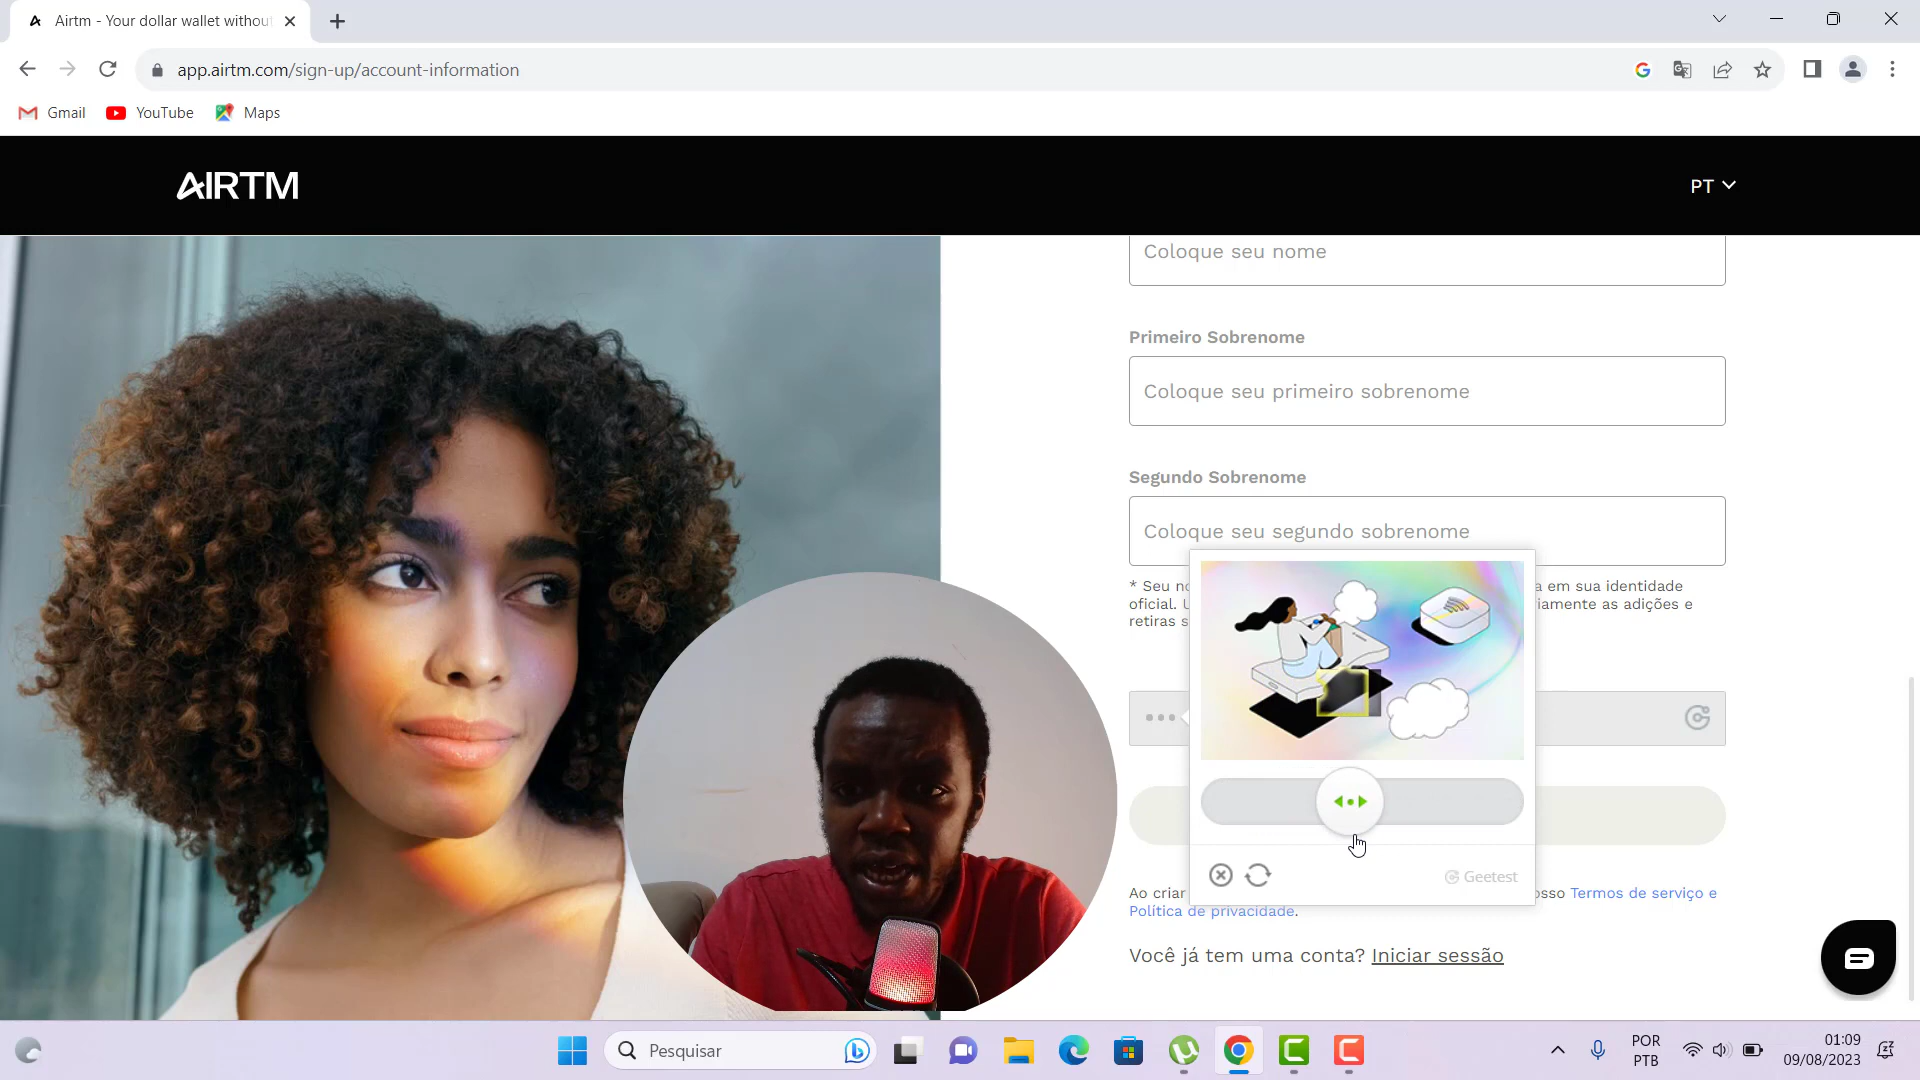 Airtm - Your dollar wallet withou
app.airtm.com/sign-up/account-information
Gmail
YouTube
Maps
AIRTM
PT
Coloque seu nome
Primeiro Sobrenome
Coloque seu primeiro sobrenome
Segundo Sobrenome
Coloque seu segundo sobrenome
* Seu em sua identidade
oficial. iamente as adições e
retiras s
Geetest
Ao criar osso Termos de serviço e
Política de privacidade.
Você já tem uma conta? Iniciar sessão
Pesquisar
POR
PTB
01:09
09/08/2023